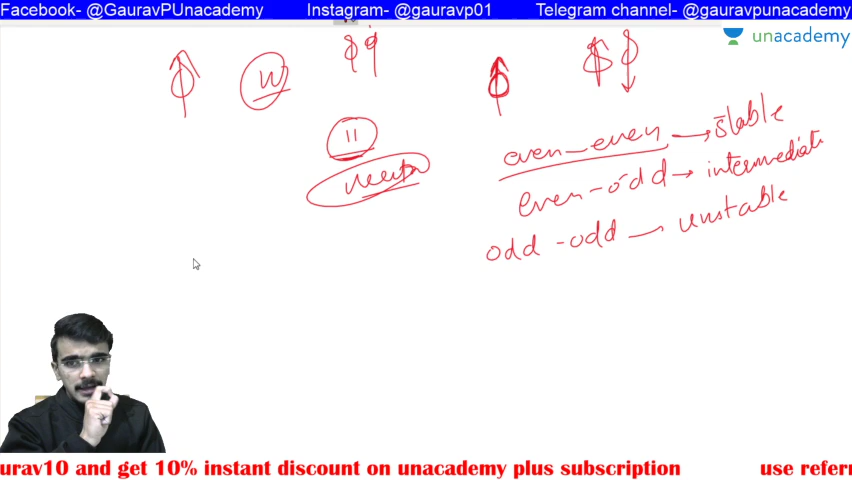 Facebook- @GauravPUnacademy Instagram- @gauravp01 Telegram channel- @gauravpunacademy
unacademy
11
even-even → stable
even-odd → intermediat
odd-odd → unstable
urav10 and get 10% instant discount on unacademy plus subscription use referr